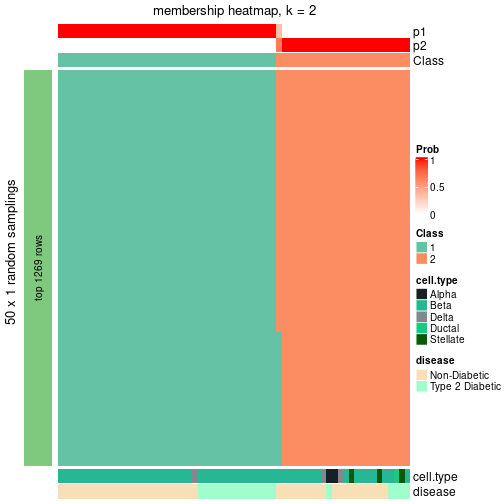 membership heatmap, k = 2
p1
p2
Class
50 x 1 random samplings
top 1269 rows
Prob
1
0.5
0
Class
1
2
cell.type
Alpha
Beta
Delta
Ductal
Stellate
disease
Non-Diabetic
Type 2 Diabetic
cell.type
disease